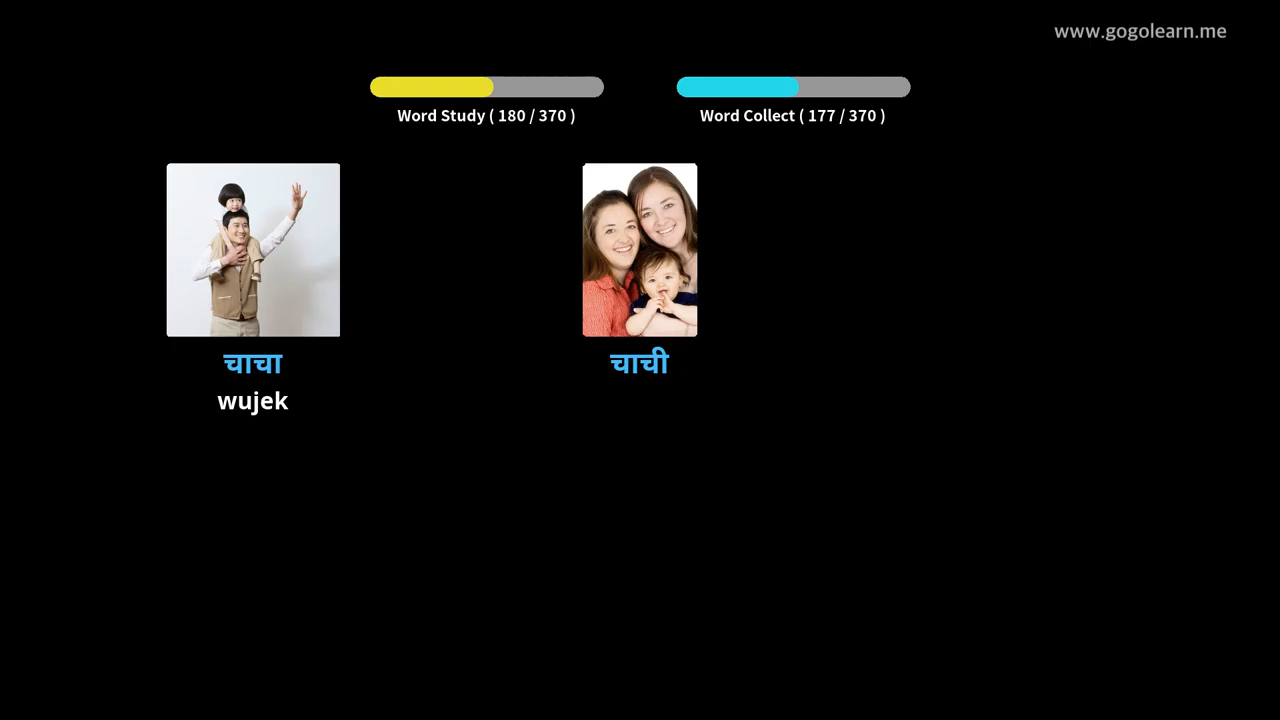 www.gogolearn.me
Word Study ( 180 / 370 )
Word Collect ( 177 / 370 )
चाचा
wujek
चाची